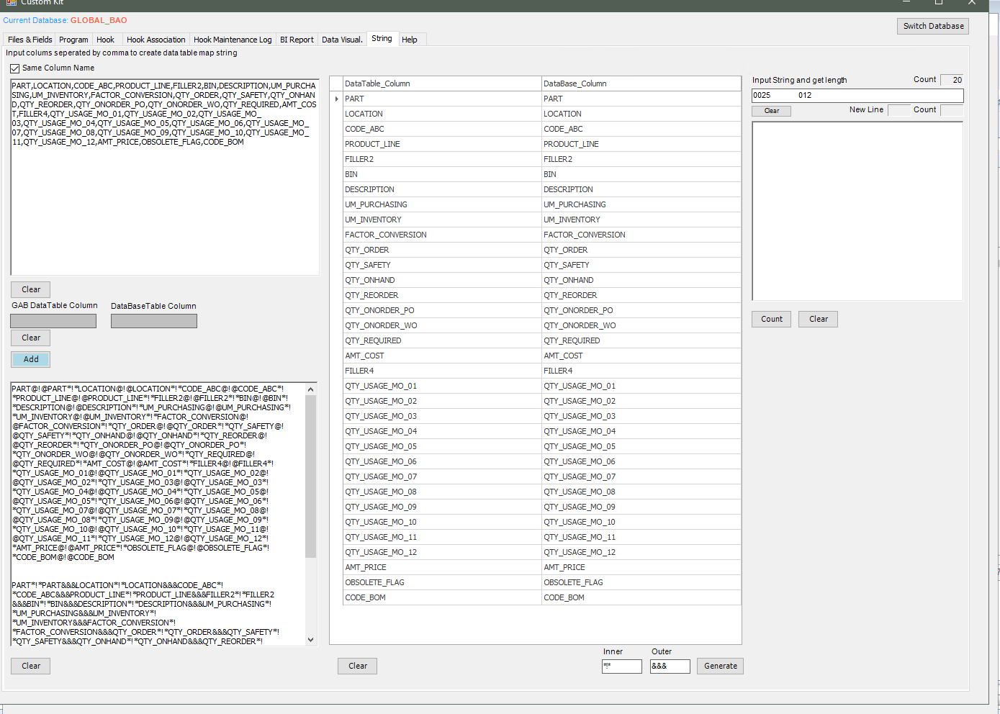 Custom Kit
Current Database: GLOBAL_BAO
Switch Database
Files & Fields Program Hook Hook Association Hook Maintenance Log BI Report Data Visual. String Help
Input colums seperated by comma to create data table map string
Same Column Name
PART,LOCATION,CODE_ABC,PRODUCT_LINE,FILLER2,BIN,DESCRIPTION,UM_PURCHA
SING,UM_INVENTORY,FACTOR_CONVERSION,QTY_ORDER,QTY_SAFETY,QTY_ONHAN
D,QTY_REORDER,QTY_ONORDER_PO,QTY_ONORDER_WO,QTY_REQUIRED,AMT_COS
T,FILLER4,QTY_USAGE_MO_01,QTY_USAGE_MO_02,QTY_USAGE_MO_
03,QTY_USAGE_MO_04,QTY_USAGE_MO_05,QTY_USAGE_MO_06,QTY_USAGE_MO_
07,QTY_USAGE_MO_08,QTY_USAGE_MO_09,QTY_USAGE_MO_10,QTY_USAGE_MO_
11,QTY_USAGE_MO_12,AMT_PRICE,OBSOLETE_FLAG,CODE_BOM
Clear
GAB DataTable Column DataBaseTable Column
Clear
Add
PART@!@PART*!*LOCATION@!@LOCATION*!*CODE_ABC@!@CODE_ABC*!
*PRODUCT_LINE@!@PRODUCT_LINE*!*FILLER2@!@FILLER2*!*BIN@!@BIN*!
*DESCRIPTION@!@DESCRIPTION*!*UM_PURCHASING@!@UM_PURCHASING*!
*UM_INVENTORY@!@UM_INVENTORY*!*FACTOR_CONVERSION@!
@FACTOR_CONVERSION*!*QTY_ORDER@!@QTY_ORDER*!*QTY_SAFETY@!
@QTY_SAFETY*!*QTY_ONHAND@!@QTY_ONHAND*!*QTY_REORDER@!
@QTY_REORDER*!*QTY_ONORDER_PO@!@QTY_ONORDER_PO*!
*QTY_ONORDER_WO@!@QTY_ONORDER_WO*!*QTY_REQUIRED@!
@QTY_REQUIRED*!*AMT_COST@!@AMT_COST*!*FILLER4@!@FILLER4*!
*QTY_USAGE_MO_01@!@QTY_USAGE_MO_01*!*QTY_USAGE_MO_02@!
@QTY_USAGE_MO_02*!*QTY_USAGE_MO_03@!@QTY_USAGE_MO_03*!
*QTY_USAGE_MO_04@!@QTY_USAGE_MO_04*!*QTY_USAGE_MO_05@!
@QTY_USAGE_MO_05*!*QTY_USAGE_MO_06@!@QTY_USAGE_MO_06*!
*QTY_USAGE_MO_07@!@QTY_USAGE_MO_07*!*QTY_USAGE_MO_08@!
@QTY_USAGE_MO_08*!*QTY_USAGE_MO_09@!@QTY_USAGE_MO_09*!
*QTY_USAGE_MO_10@!@QTY_USAGE_MO_10*!*QTY_USAGE_MO_11@!
@QTY_USAGE_MO_11*!*QTY_USAGE_MO_12@!@QTY_USAGE_MO_12*!
*AMT_PRICE@!@AMT_PRICE*!*OBSOLETE_FLAG@!@OBSOLETE_FLAG*!
*CODE_BOM@!@CODE_BOM
PART*!*PART&&&LOCATION*!*LOCATION&&&CODE_ABC*!
*CODE_ABC&&&PRODUCT_LINE*!*PRODUCT_LINE&&&FILLER2*!*FILLER2
&&&BIN*!*BIN&&&DESCRIPTION*!*DESCRIPTION&&&UM_PURCHASING*!
*UM_PURCHASING&&&UM_INVENTORY*!
*UM_INVENTORY&&&FACTOR_CONVERSION*!
*FACTOR_CONVERSION&&&QTY_ORDER*!*QTY_ORDER&&&QTY_SAFETY*!
*QTY_SAFETY&&&QTY_ONHAND*!*QTY_ONHAND&&&QTY_REORDER*!
Clear
DataTable_Column DataBase_Column
PART PART
LOCATION LOCATION
CODE_ABC CODE_ABC
PRODUCT_LINE PRODUCT_LINE
FILLER2 FILLER2
BIN BIN
DESCRIPTION DESCRIPTION
UM_PURCHASING UM_PURCHASING
UM_INVENTORY UM_INVENTORY
FACTOR_CONVERSION FACTOR_CONVERSION
QTY_ORDER QTY_ORDER
QTY_SAFETY QTY_SAFETY
QTY_ONHAND QTY_ONHAND
QTY_REORDER QTY_REORDER
QTY_ONORDER_PO QTY_ONORDER_PO
QTY_ONORDER_WO QTY_ONORDER_WO
QTY_REQUIRED QTY_REQUIRED
AMT_COST AMT_COST
FILLER4 FILLER4
QTY_USAGE_MO_01 QTY_USAGE_MO_01
QTY_USAGE_MO_02 QTY_USAGE_MO_02
QTY_USAGE_MO_03 QTY_USAGE_MO_03
QTY_USAGE_MO_04 QTY_USAGE_MO_04
QTY_USAGE_MO_05 QTY_USAGE_MO_05
QTY_USAGE_MO_06 QTY_USAGE_MO_06
QTY_USAGE_MO_07 QTY_USAGE_MO_07
QTY_USAGE_MO_08 QTY_USAGE_MO_08
QTY_USAGE_MO_09 QTY_USAGE_MO_09
QTY_USAGE_MO_10 QTY_USAGE_MO_10
QTY_USAGE_MO_11 QTY_USAGE_MO_11
QTY_USAGE_MO_12 QTY_USAGE_MO_12
AMT_PRICE AMT_PRICE
OBSOLETE_FLAG OBSOLETE_FLAG
CODE_BOM CODE_BOM
Inner Outer
Clear *!* &&& Generate
Input String and get length Count 20
0025 012
Clear New Line Count
Count Clear